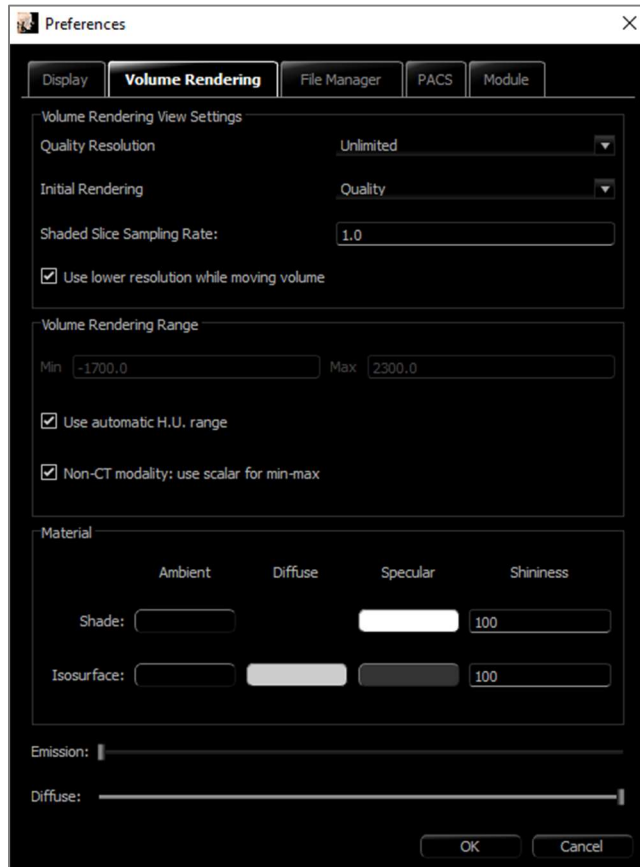 Preferences
Display Volume Rendering File Manager PACS Module
Volume Rendering View Settings
Quality Resolution Unlimited
Initial Rendering Quality
Shaded Slice Sampling Rate: 1.0
Use lower resolution while moving volume
Volume Rendering Range
Min -1700.0 Max 2300.0
Use automatic H.U. range
Non-CT modality: use scalar for min-max
Material
Ambient Diffuse Specular Shininess
Shade: 100
Isosurface: 100
Emission:
Diffuse:
OK Cancel